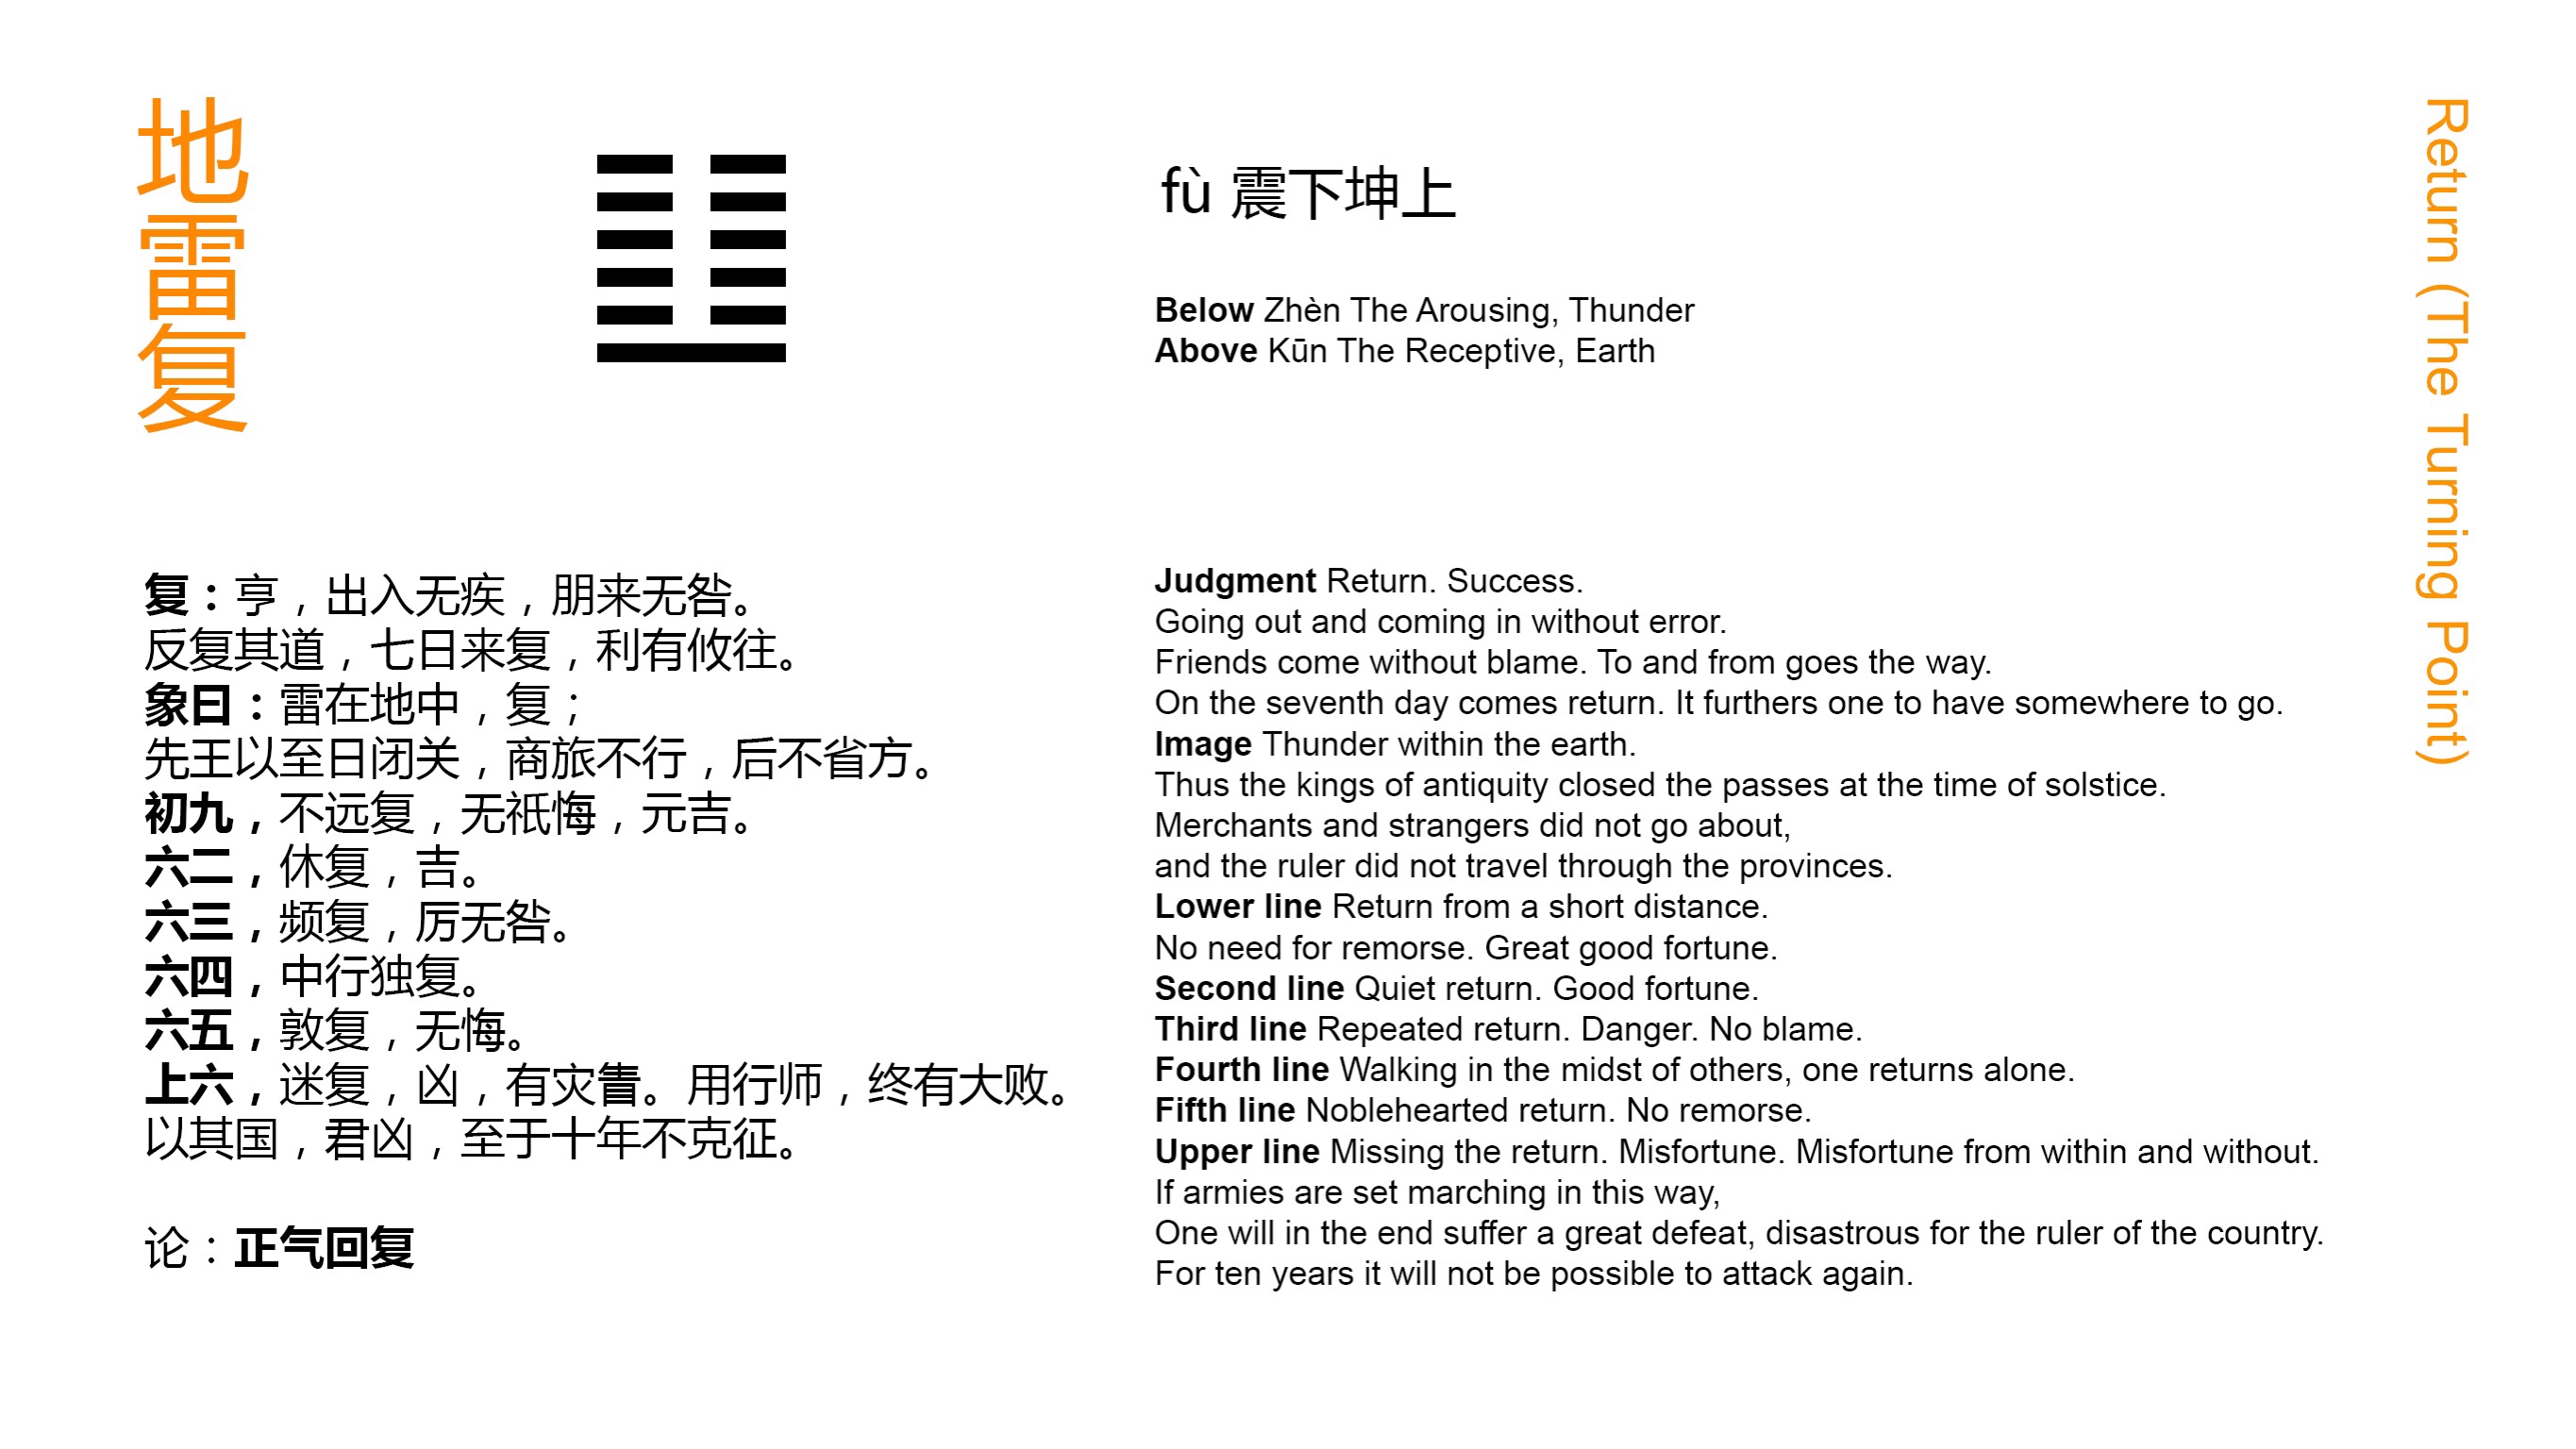 地雷复
fù 震下坤上
Below Zhèn The Arousing, Thunder
Above Kūn The Receptive, Earth
Return (The Turning Point)
复：亨，出入无疾，朋来无咎。
反复其道，七日来复，利有攸往。
象曰：雷在地中，复；
先王以至日闭关，商旅不行，后不省方。
初九，不远复，无祇悔，元吉。
六二，休复，吉。
六三，频复，厉无咎。
六四，中行独复。
六五，敦复，无悔。
上六，迷复，凶，有灾眚。用行师，终有大败。
以其国，君凶，至于十年不克征。
论：正气回复
Judgment Return. Success.
Going out and coming in without error.
Friends come without blame. To and from goes the way.
On the seventh day comes return. It furthers one to have somewhere to go.
Image Thunder within the earth.
Thus the kings of antiquity closed the passes at the time of solstice.
Merchants and strangers did not go about,
and the ruler did not travel through the provinces.
Lower line Return from a short distance.
No need for remorse. Great good fortune.
Second line Quiet return. Good fortune.
Third line Repeated return. Danger. No blame.
Fourth line Walking in the midst of others, one returns alone.
Fifth line Noblehearted return. No remorse.
Upper line Missing the return. Misfortune. Misfortune from within and without.
If armies are set marching in this way,
One will in the end suffer a great defeat, disastrous for the ruler of the country.
For ten years it will not be possible to attack again.